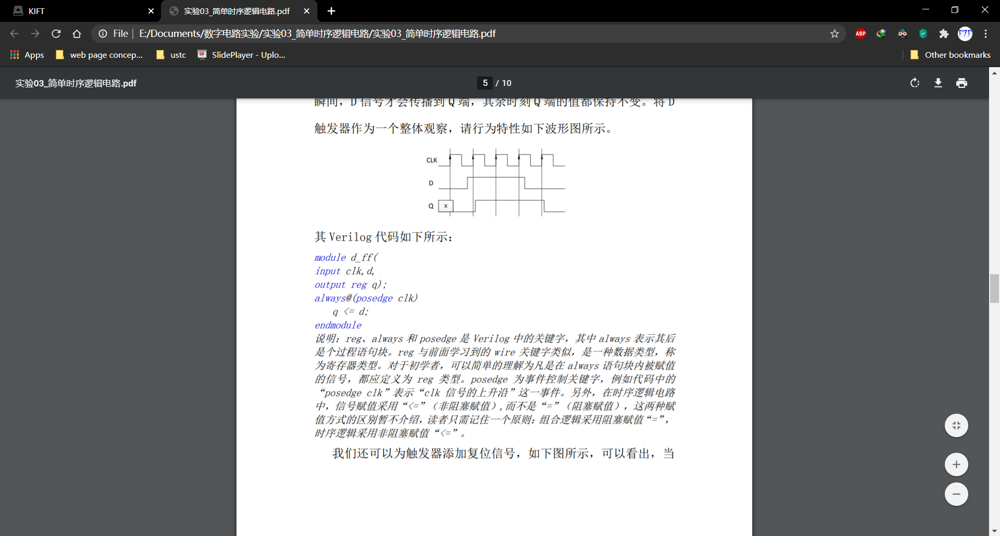 KIFT
实验03_简单时序逻辑电路.pdf
File
E:/Documents/数字电路实验/实验03_简单时序逻辑电路/实验03_简单时序逻辑电路.pdf
ABP
FZF
Apps
web page concep...
ustc
SlidePlayer - Uplo...
Other bookmarks
实验03_简单时序逻辑电路.pdf
5 / 10
瞬间，D 信号才会传播到 Q 端，其余时刻 Q 端的值都保持不变。将 D
触发器作为一个整体观察，请行为特性如下波形图所示。
CLK
D
Q
X
其 Verilog 代码如下所示：
module d_ff(
input clk,d,
output reg q);
always@(posedge clk)
q <= d;
endmodule
说明：reg、always 和 posedge 是 Verilog 中的关键字，其中 always 表示其后
是个过程语句块。reg 与前面学习到的 wire 关键字类似，是一种数据类型，称
为寄存器类型。对于初学者，可以简单的理解为凡是在 always 语句块内被赋值
的信号，都应定义为 reg 类型。posedge 为事件控制关键字，例如代码中的
“posedge clk”表示“clk 信号的上升沿”这一事件。另外，在时序逻辑电路
中，信号赋值采用“<=”（非阻塞赋值）,而不是“=”（阻塞赋值），这两种赋
值方式的区别暂不介绍，读者只需记住一个原则：组合逻辑采用阻塞赋值“=”，
时序逻辑采用非阻塞赋值“<=”。
我们还可以为触发器添加复位信号，如下图所示，可以看出，当